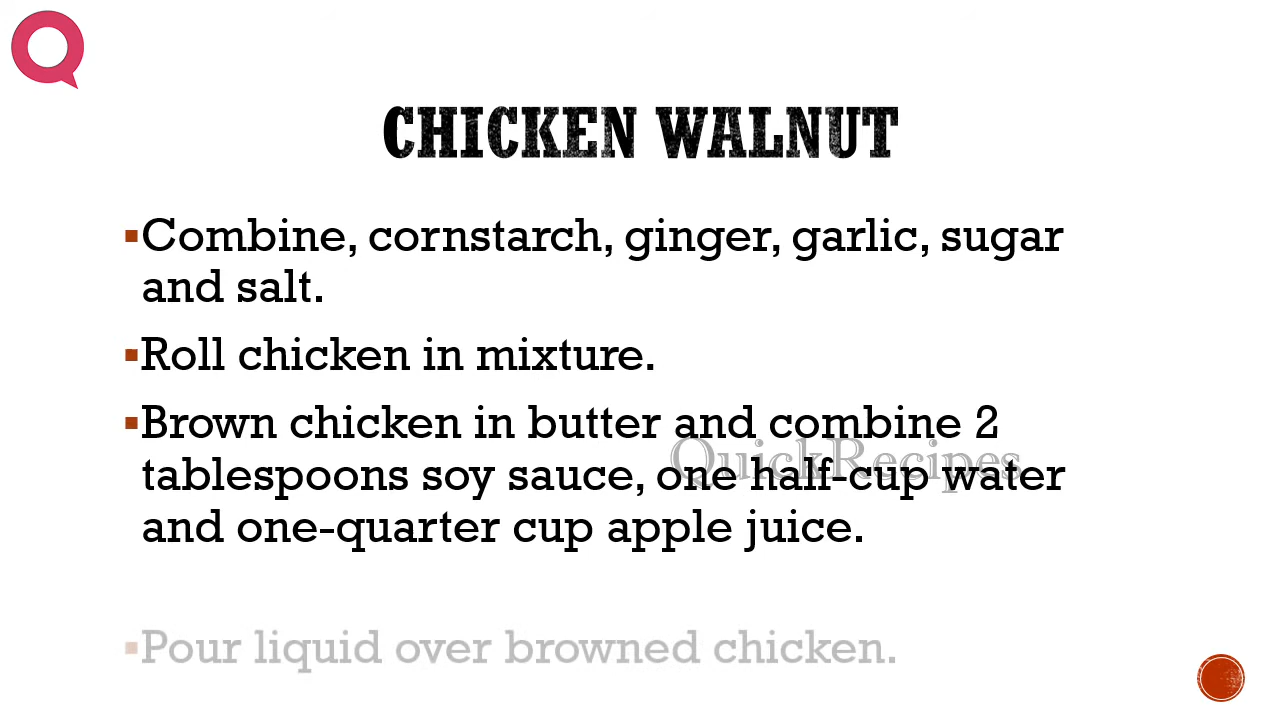 CHICKEN WALNUT
▪Combine, cornstarch, ginger, garlic, sugar
and salt.
▪Roll chicken in mixture.
▪Brown chicken in butter and combine 2
QuickRecipes
tablespoons soy sauce, one half-cup water
and one-quarter cup apple juice.
▪Pour liquid over browned chicken.